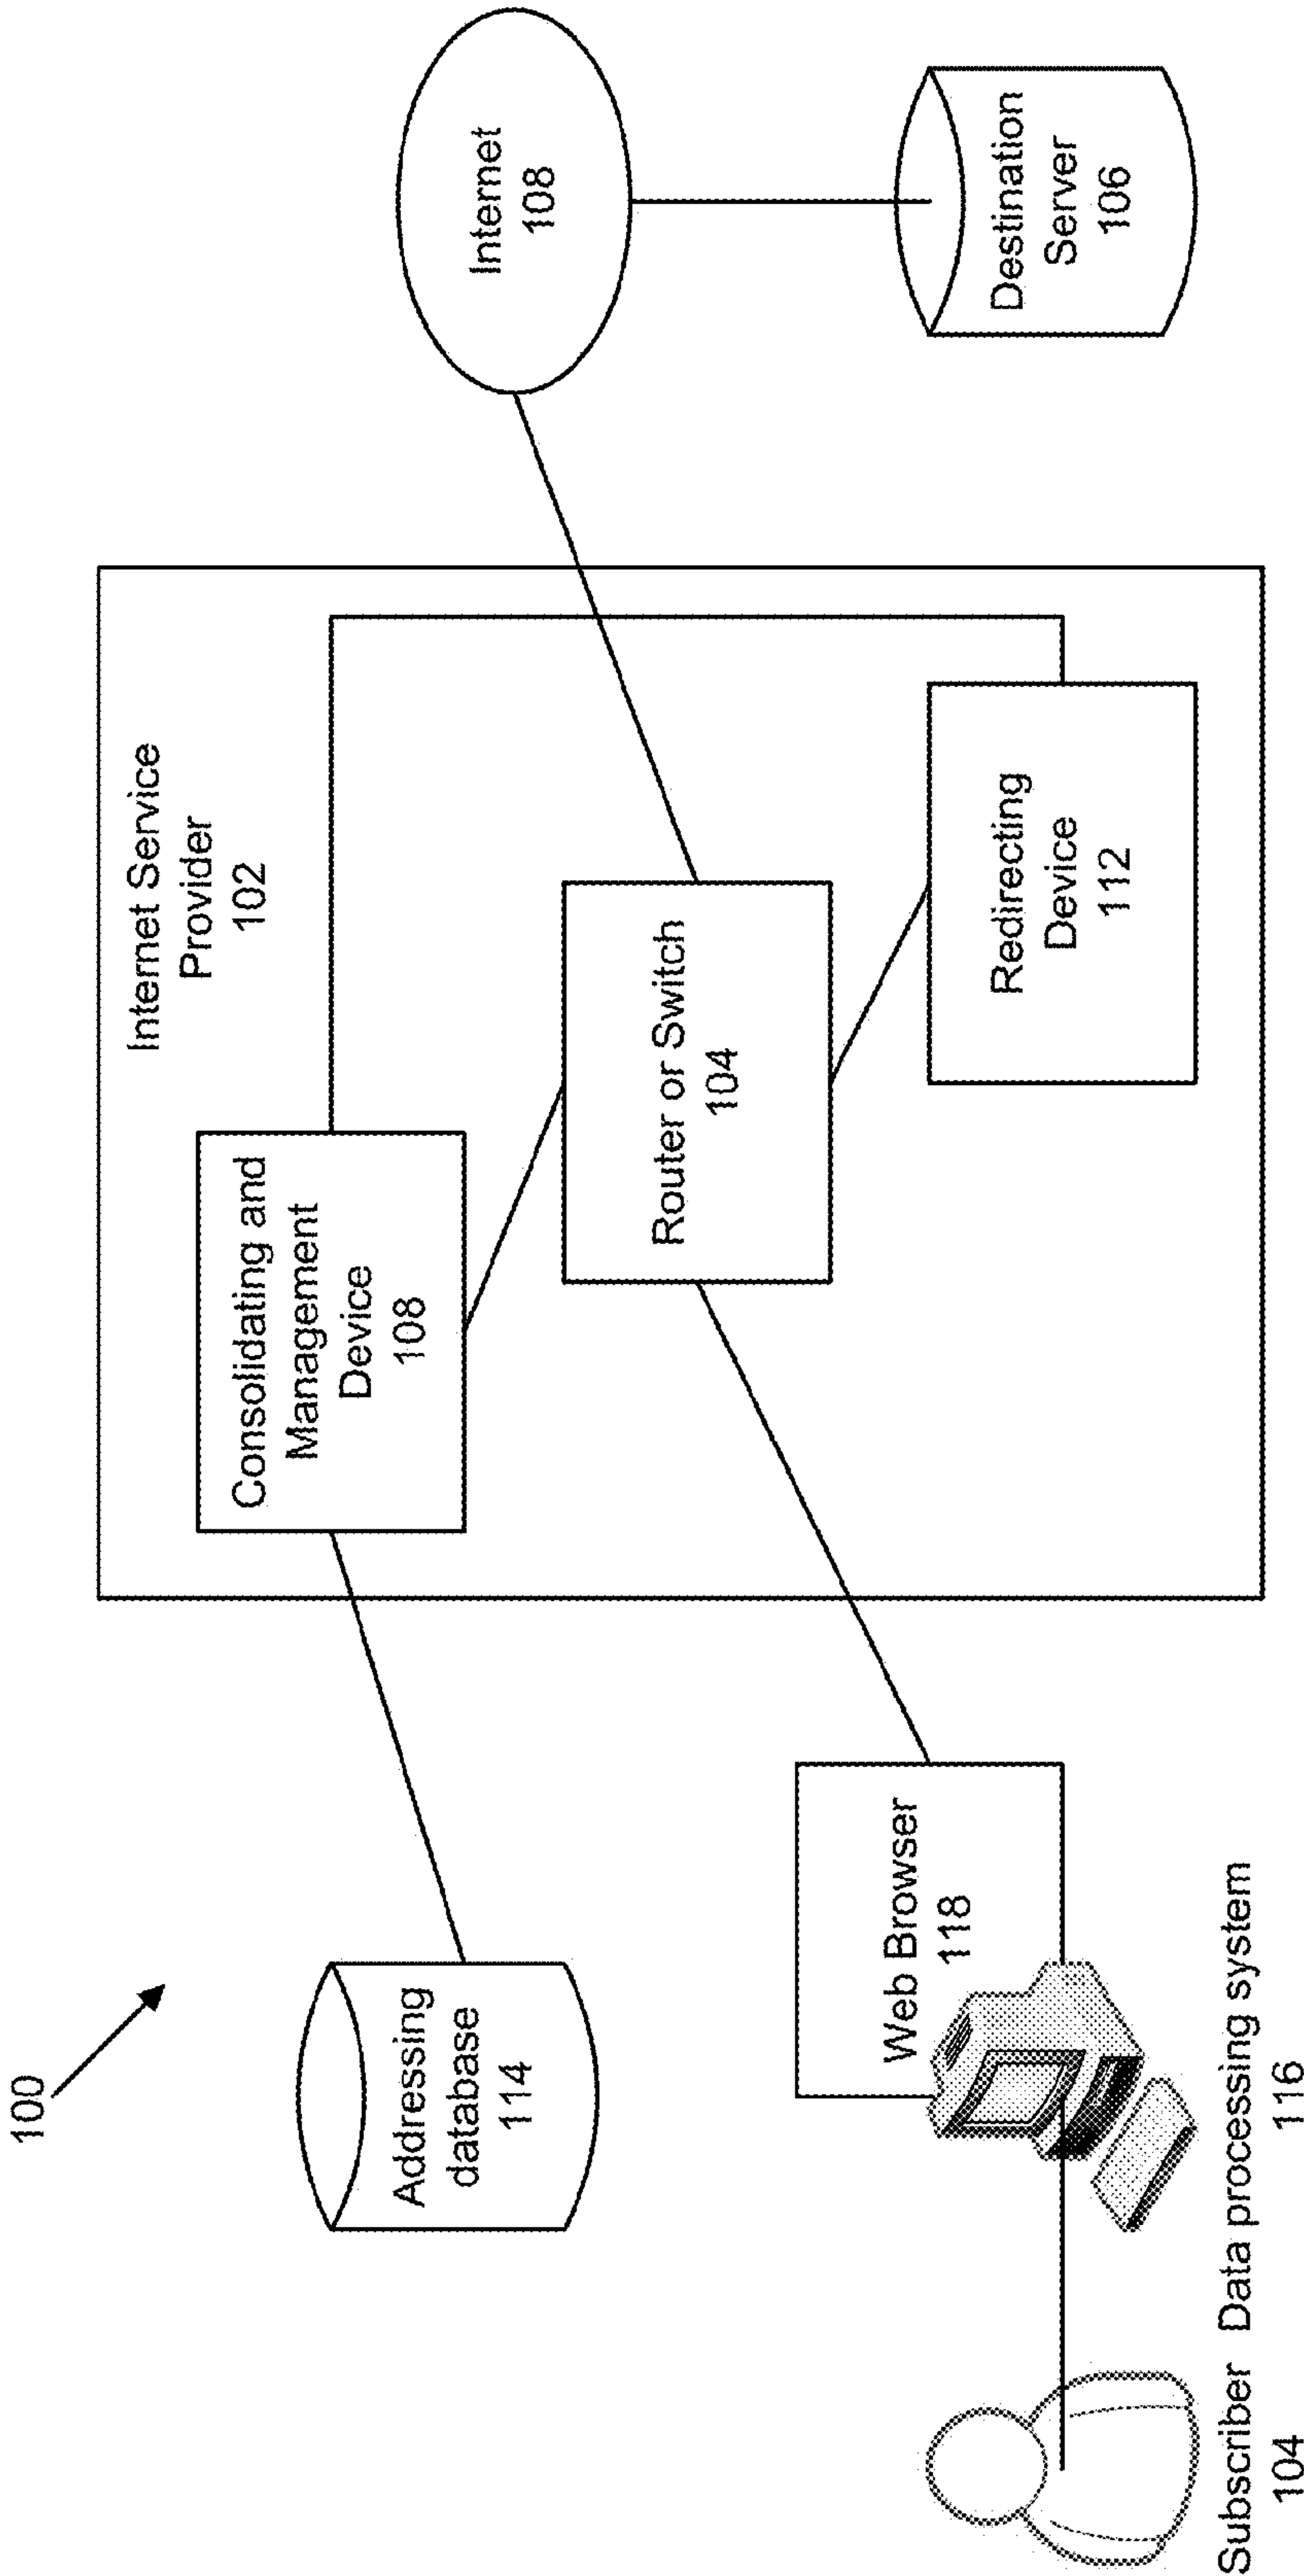 100
Internet Service
Provider
102
Consolidating and
Management
Device
108
Addressing
database
114
Router or Switch
104
Internet
108
Web Browser
118
Redirecting
Device
112
Destination
Server
106
Subscriber
104
Data processing system
116